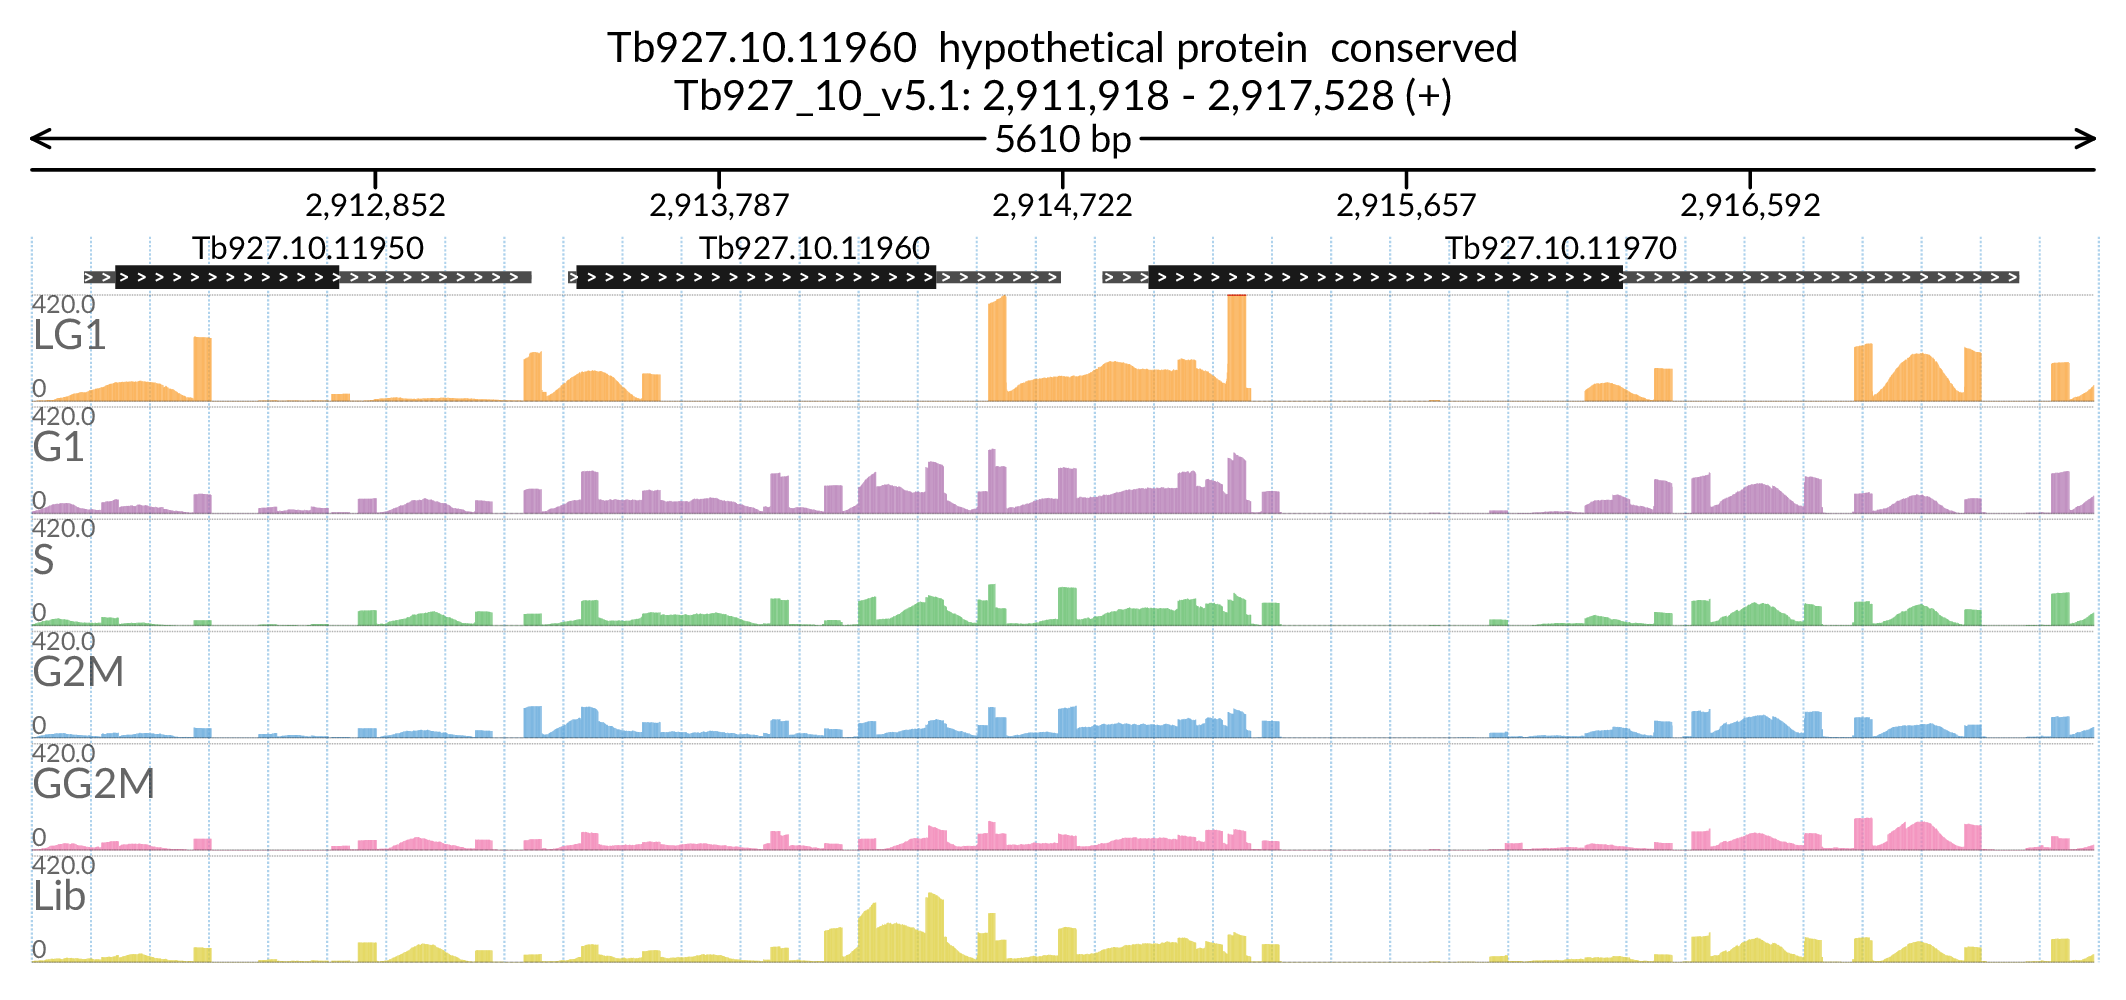 Tb927.10.11960 hypothetical protein conserved
Tb927_10_v5.1: 2,911,918 - 2,917,528 (+)
5610 bp
2,912,852 2,913,787 2,914,722 2,915,657 2,916,592
Tb927.10.11950 Tb927.10.11960 Tb927.10.11970
420.0
LG1
0
420.0
G1
0
420.0
S
0
420.0
G2M
0
420.0
GG2M
0
420.0
Lib
0